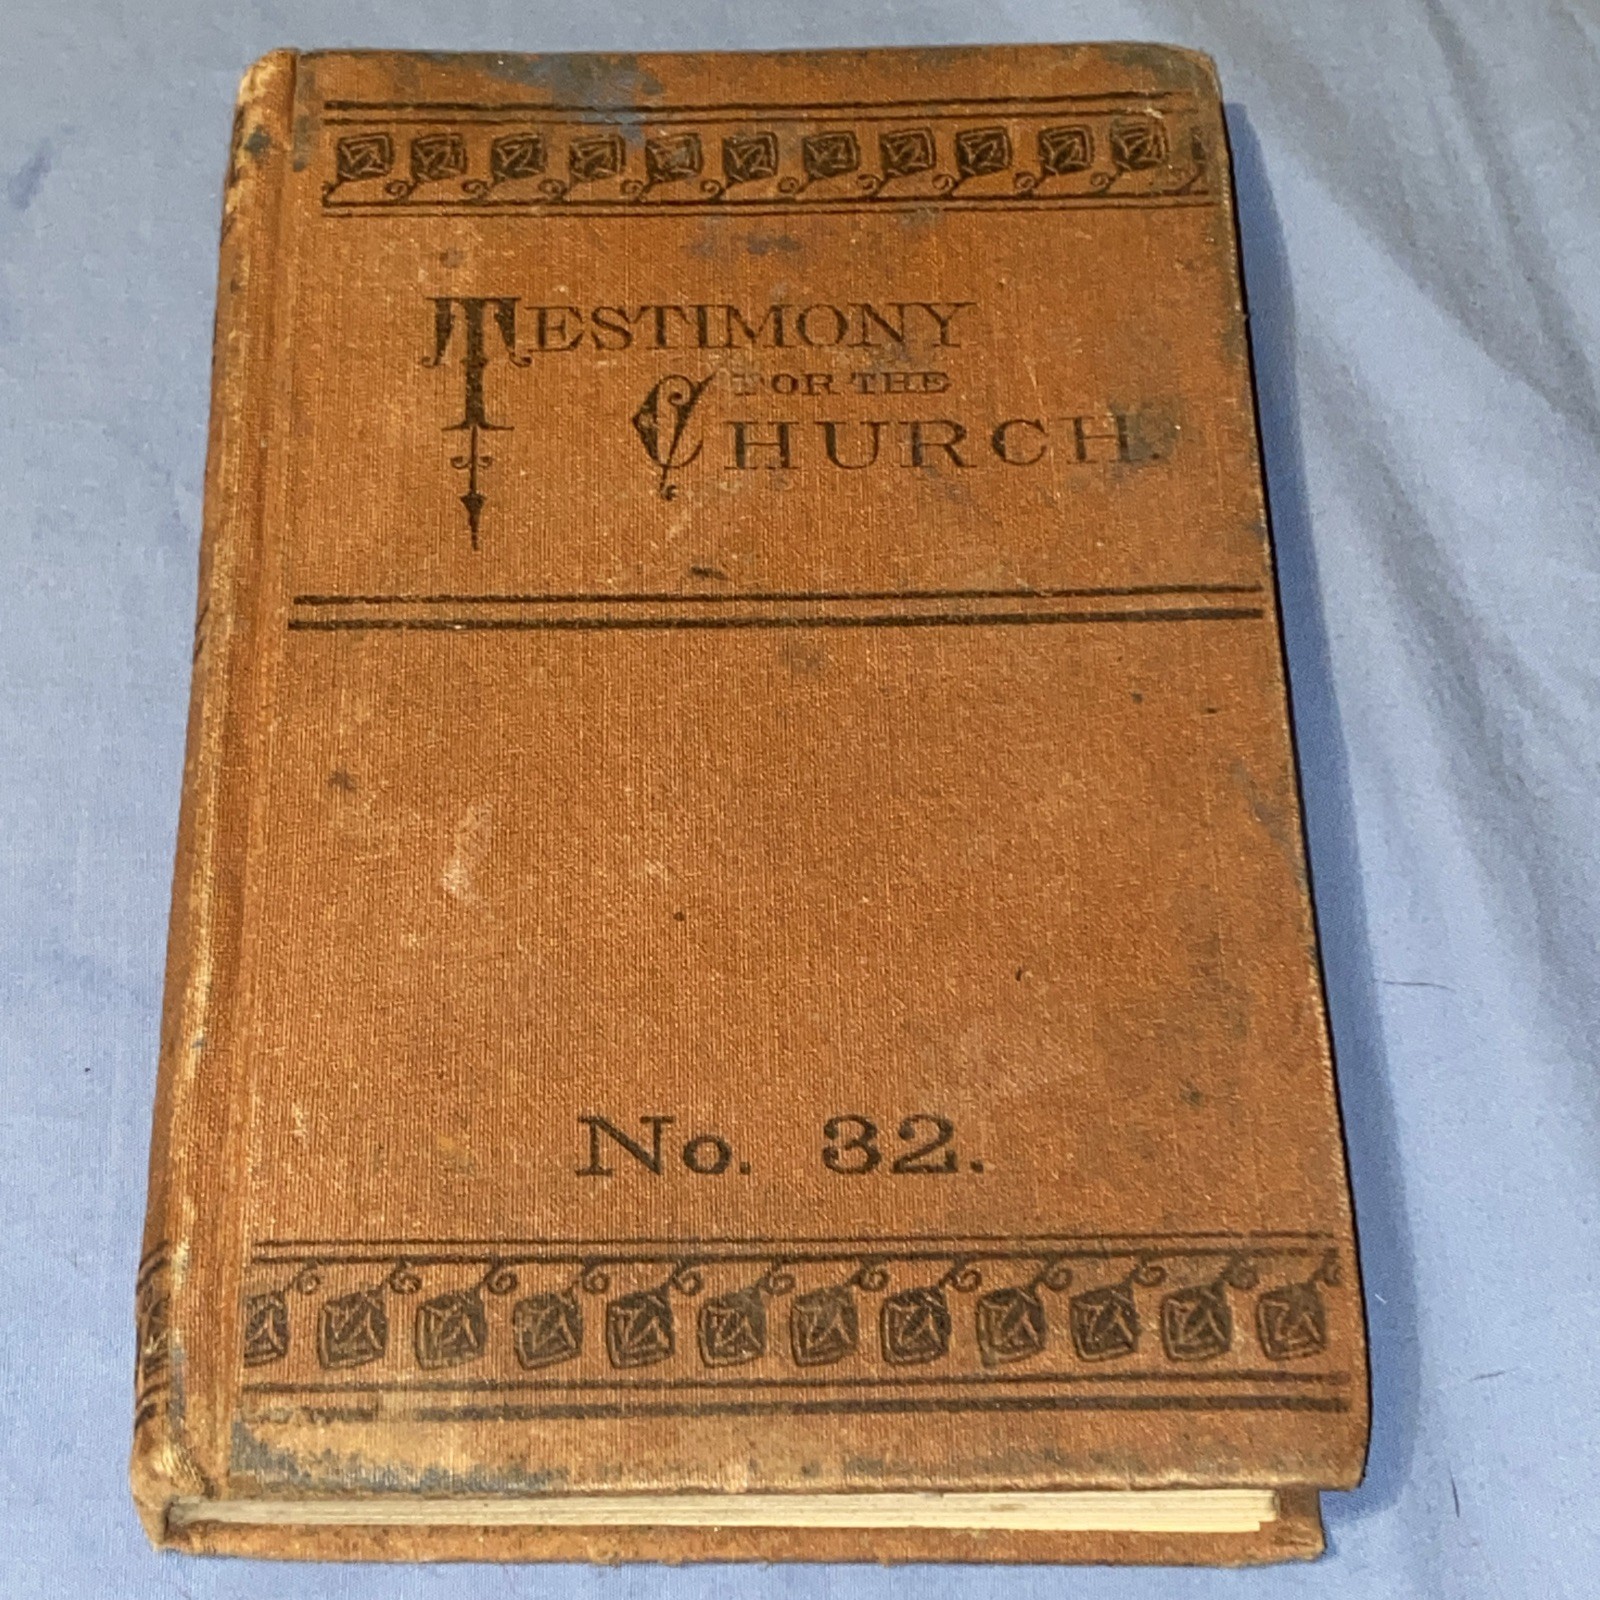 TESTIMONY
FOR THE
CHURCH.
No. 32.